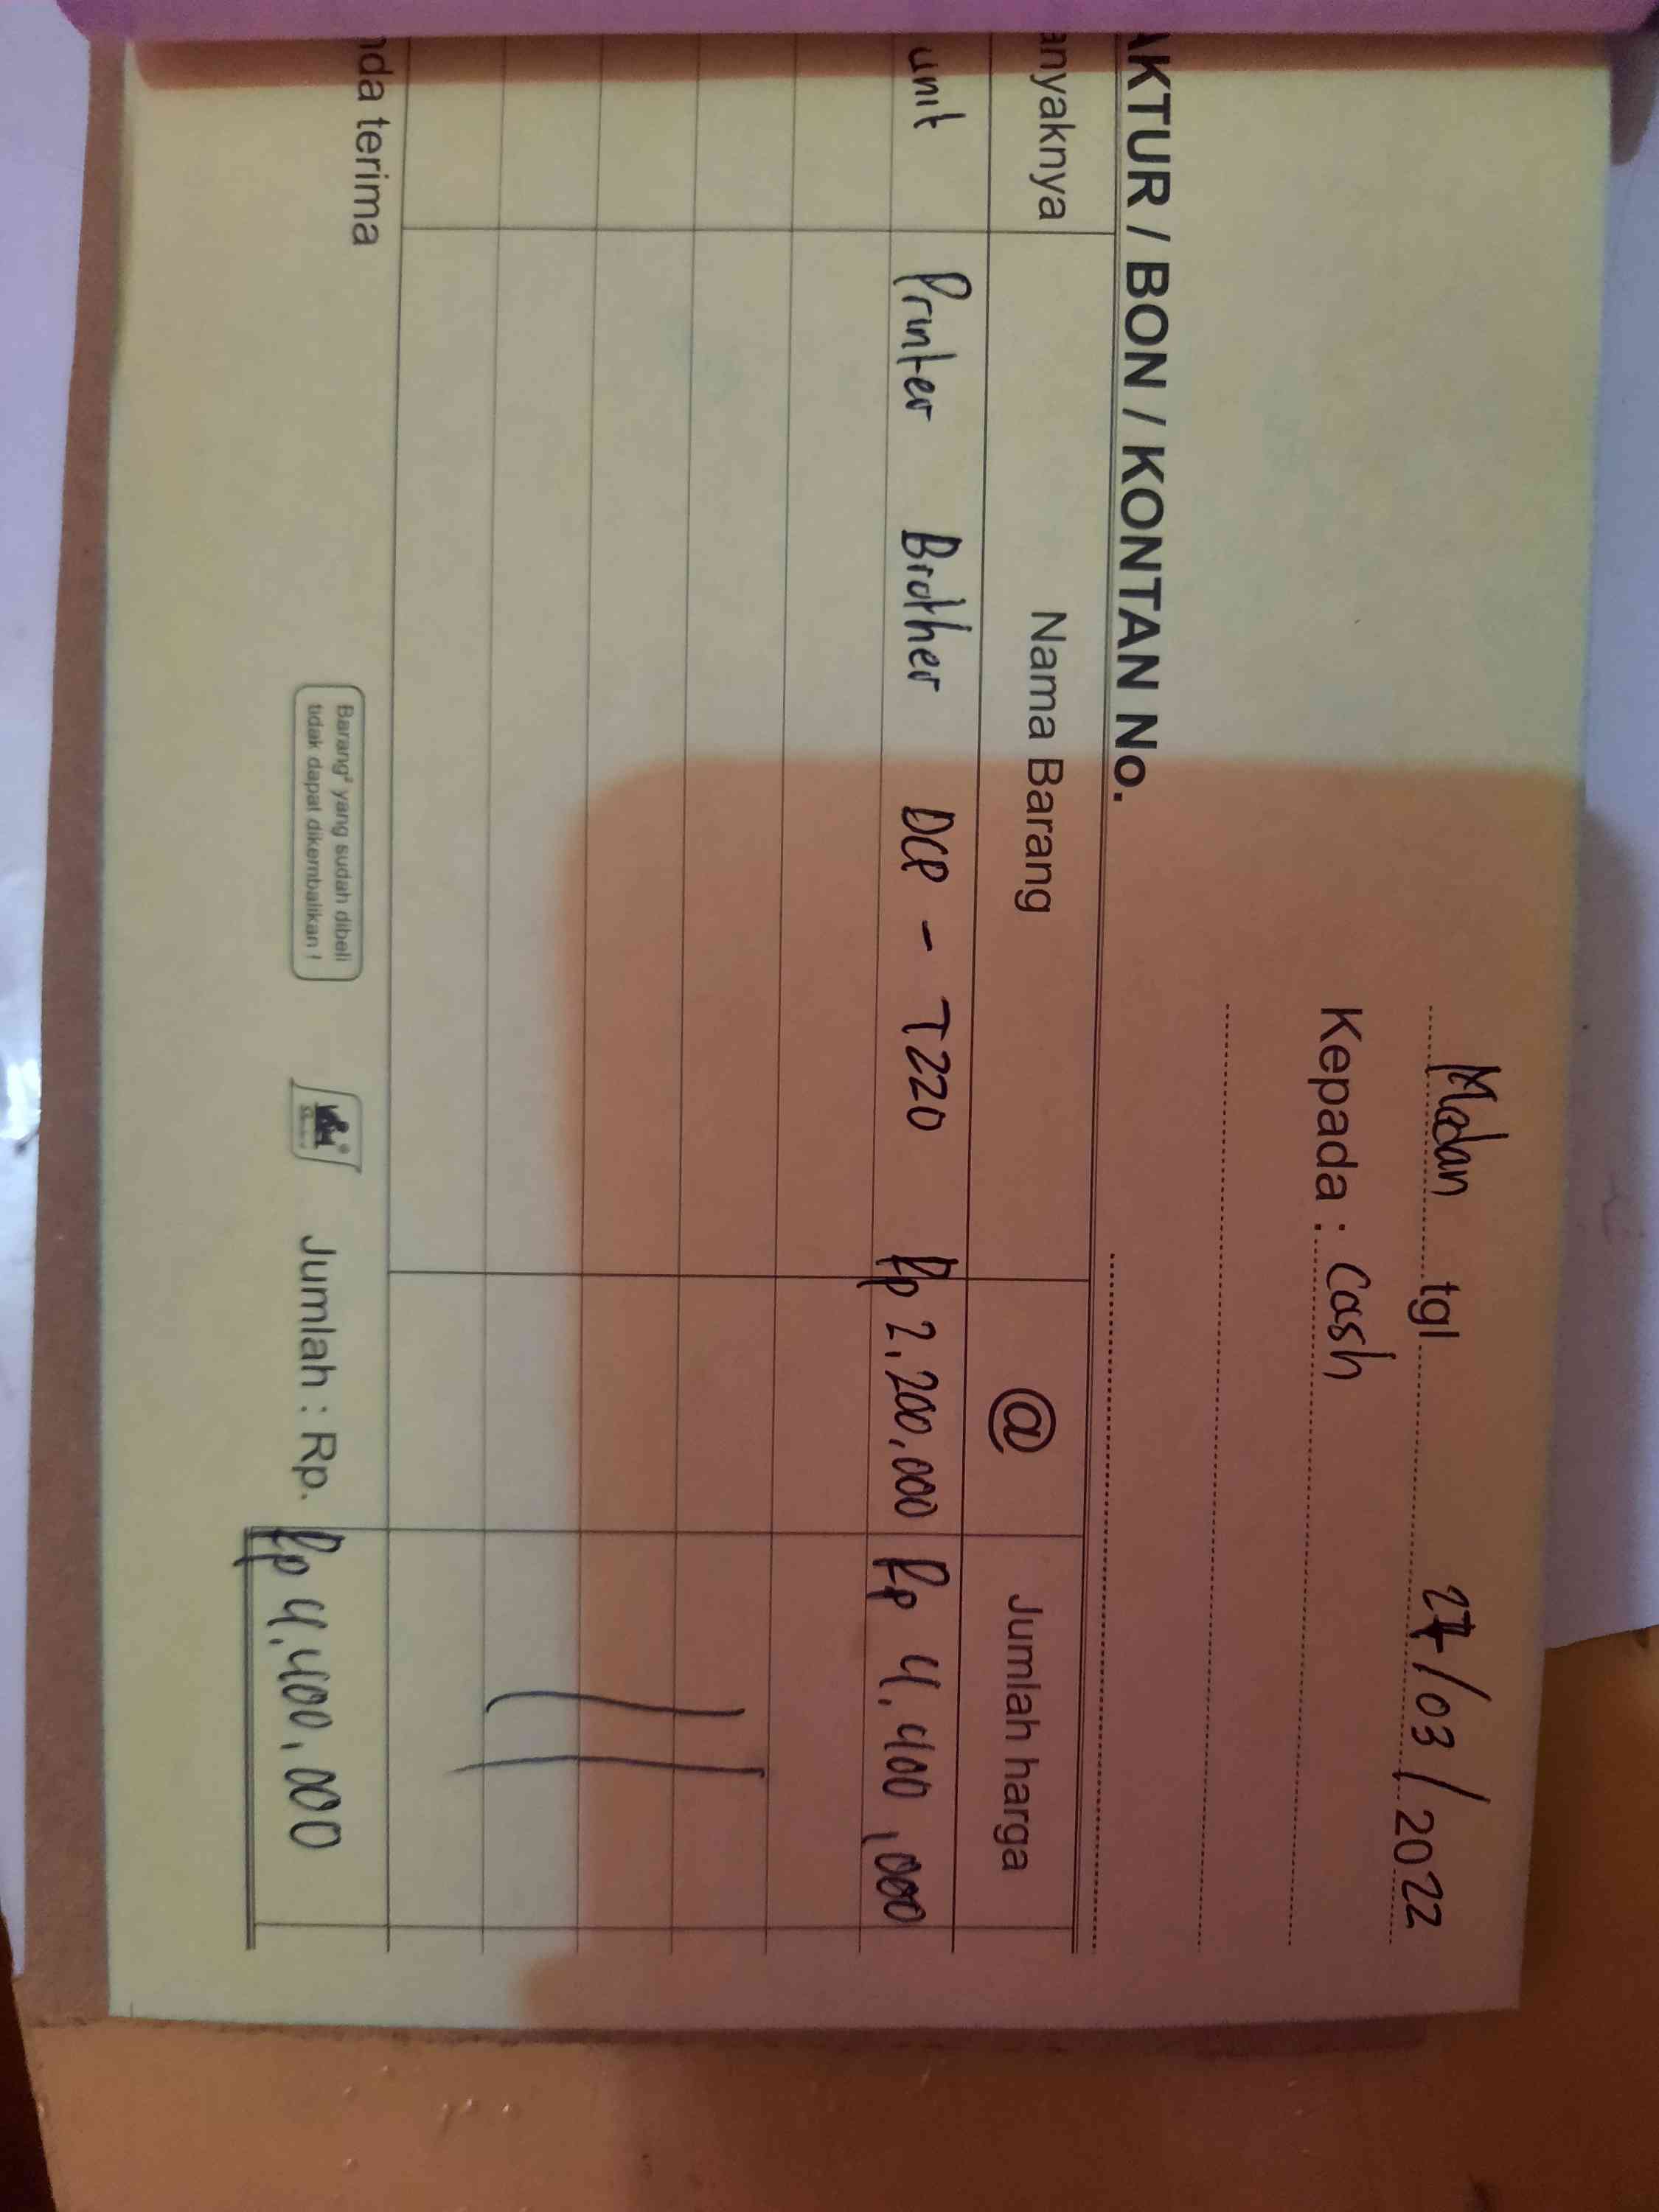 Medan tgl 27/03/2022
Kepada : Cash
AKTUR / BON / KONTAN No.
anyaknya Nama Barang @ Jumlah harga
unit Printer Brother DCP - T220 Rp 2.200.000 Rp 4.400.000
nda terima
Barang² yang sudah dibeli
tidak dapat dikembalikan !
Jumlah : Rp. Rp 4.400.000